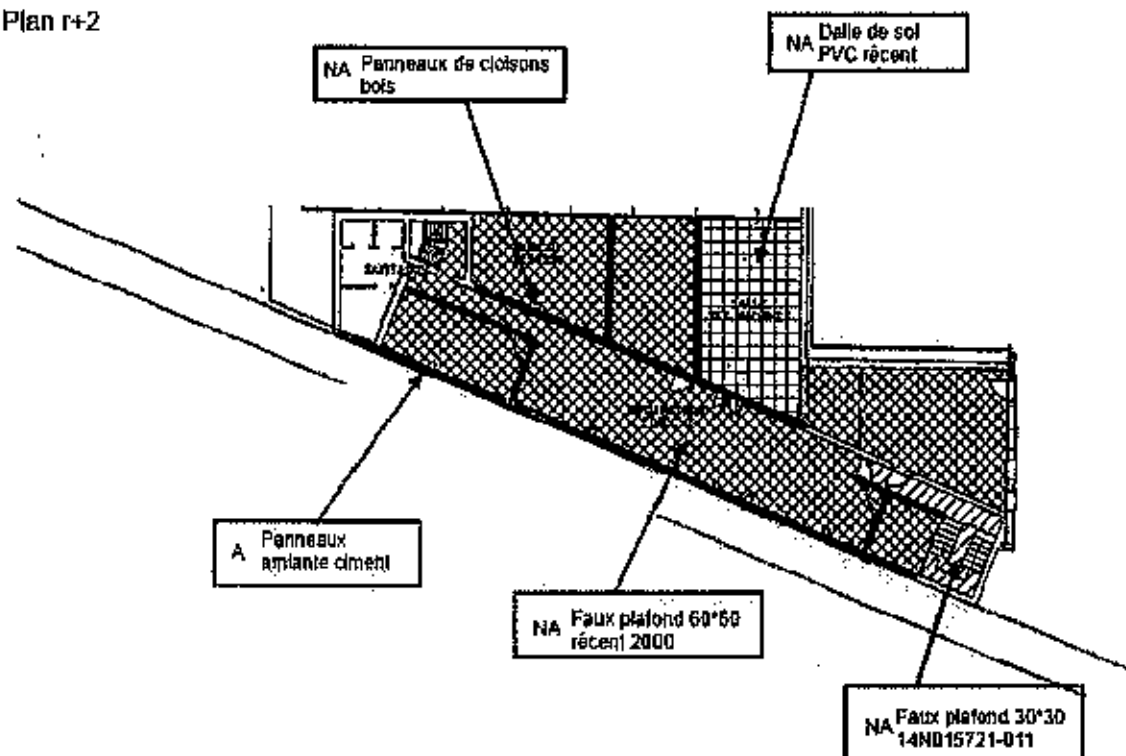 Plan r+2
NA Dalle de sol
PVC récent
NA Panneaux de cloisons
bois
A Panneaux
amiante ciment
NA Faux plafond 60*60
récent 2000
NA Faux plafond 30*30
14N015721-011